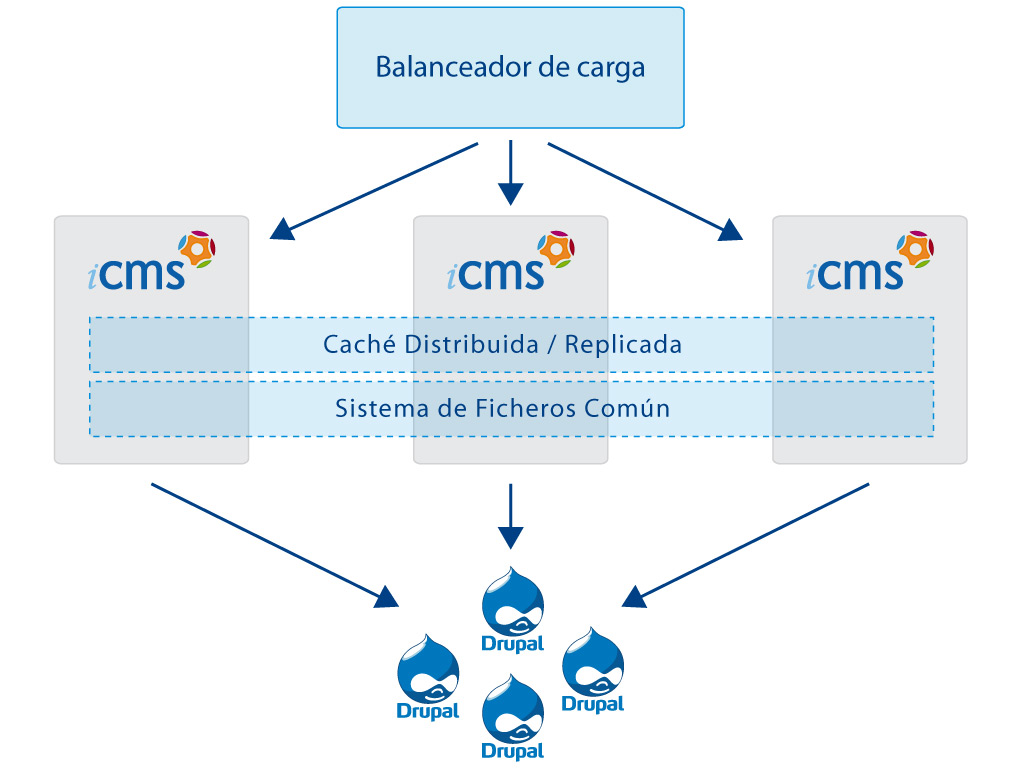 Balanceador de carga
icms
icms
icms
Caché Distribuida / Replicada
Sistema de Ficheros Común
Drupal
Drupal
Drupal
Drupal